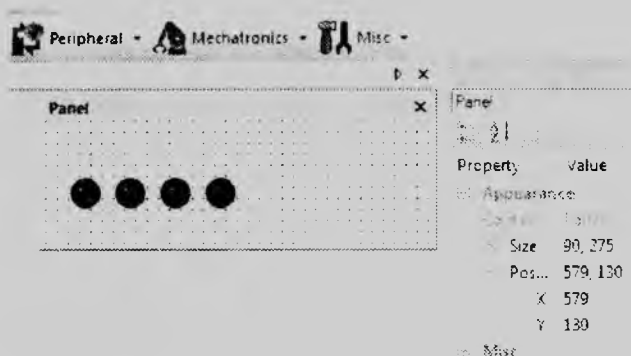 Peripheral Mechatronics Misc
Panel
Panel
Property Value
Appearance
Size 90, 275
Pos... 579, 130
X 579
Y 130
Misc